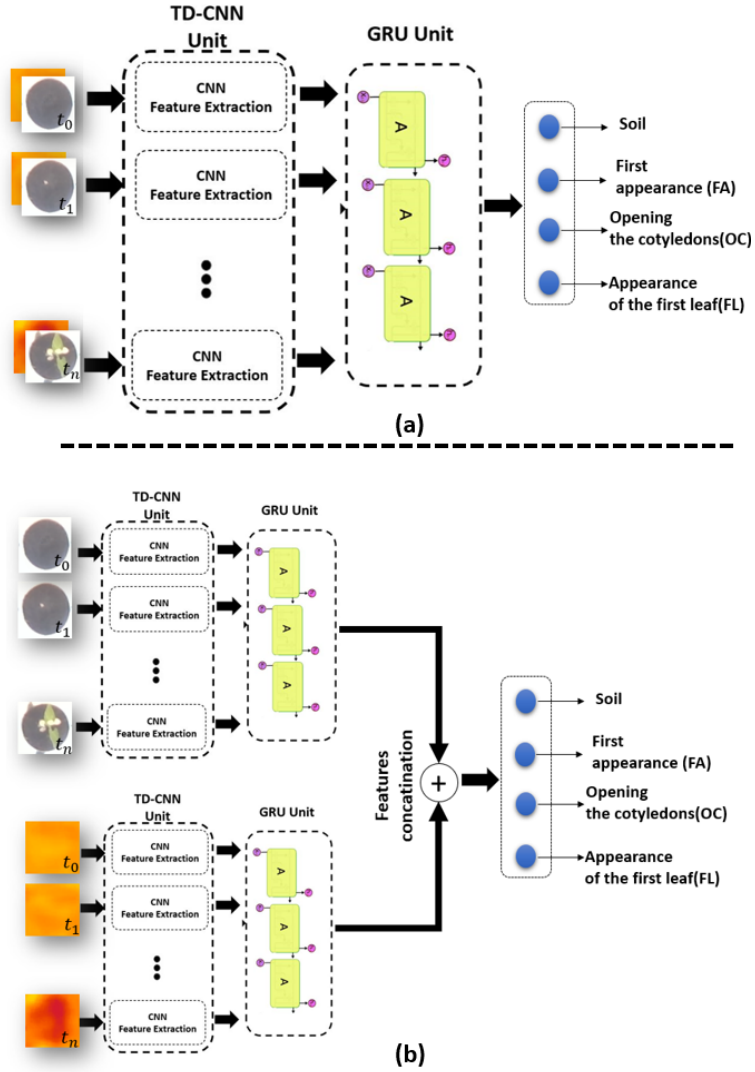 TD-CNN
Unit
GRU Unit
CNN
Feature Extraction
t0
A
Soil
CNN
Feature Extraction
t1
First
appearance (FA)
A
Opening
the cotyledons(OC)
A
Appearance
of the first leaf(FL)
CNN
Feature Extraction
tn
(a)
TD-CNN
Unit
GRU Unit
CNN
Feature Extraction
t0
A
CNN
Feature Extraction
t1
A
A
CNN
Feature Extraction
tn
Features
concatination
+
Soil
First
appearance (FA)
Opening
the cotyledons(OC)
Appearance
of the first leaf(FL)
TD-CNN
Unit
GRU Unit
CNN
Feature Extraction
t0
A
CNN
Feature Extraction
t1
A
A
CNN
Feature Extraction
tn
(b)